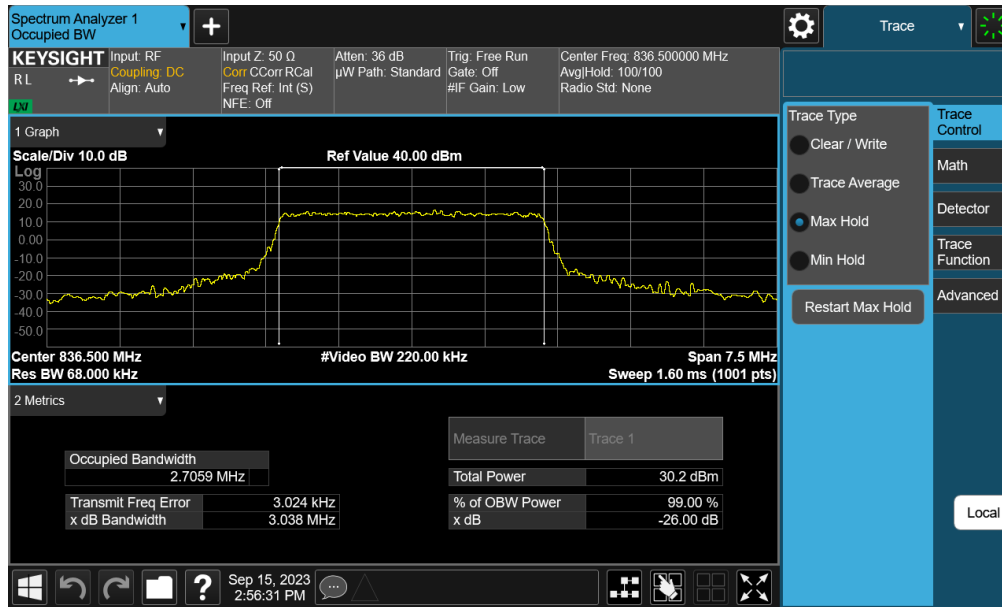 Spectrum Analyzer 1
Occupied BW
Trace
KEYSIGHT
R L
LXI
Input: RF
Coupling: DC
Align: Auto
Input Z: 50 Ω
Corr CCorr RCal
Freq Ref: Int (S)
NFE: Off
Atten: 36 dB
µW Path: Standard
Trig: Free Run
Gate: Off
#IF Gain: Low
Center Freq: 836.500000 MHz
Avg|Hold: 100/100
Radio Std: None
1 Graph
Scale/Div 10.0 dB
Ref Value 40.00 dBm
Log
30.0
20.0
10.0
0.00
-10.0
-20.0
-30.0
-40.0
-50.0
Center 836.500 MHz
#Video BW 220.00 kHz
Span 7.5 MHz
Res BW 68.000 kHz
Sweep 1.60 ms (1001 pts)
2 Metrics
Measure Trace
Trace 1
Occupied Bandwidth
2.7059 MHz
Total Power
30.2 dBm
Transmit Freq Error
3.024 kHz
% of OBW Power
99.00 %
x dB Bandwidth
3.038 MHz
x dB
-26.00 dB
Trace Type
Clear / Write
Trace Average
Max Hold
Min Hold
Restart Max Hold
Trace
Control
Math
Detector
Trace
Function
Advanced
Local
?
Sep 15, 2023
2:56:31 PM